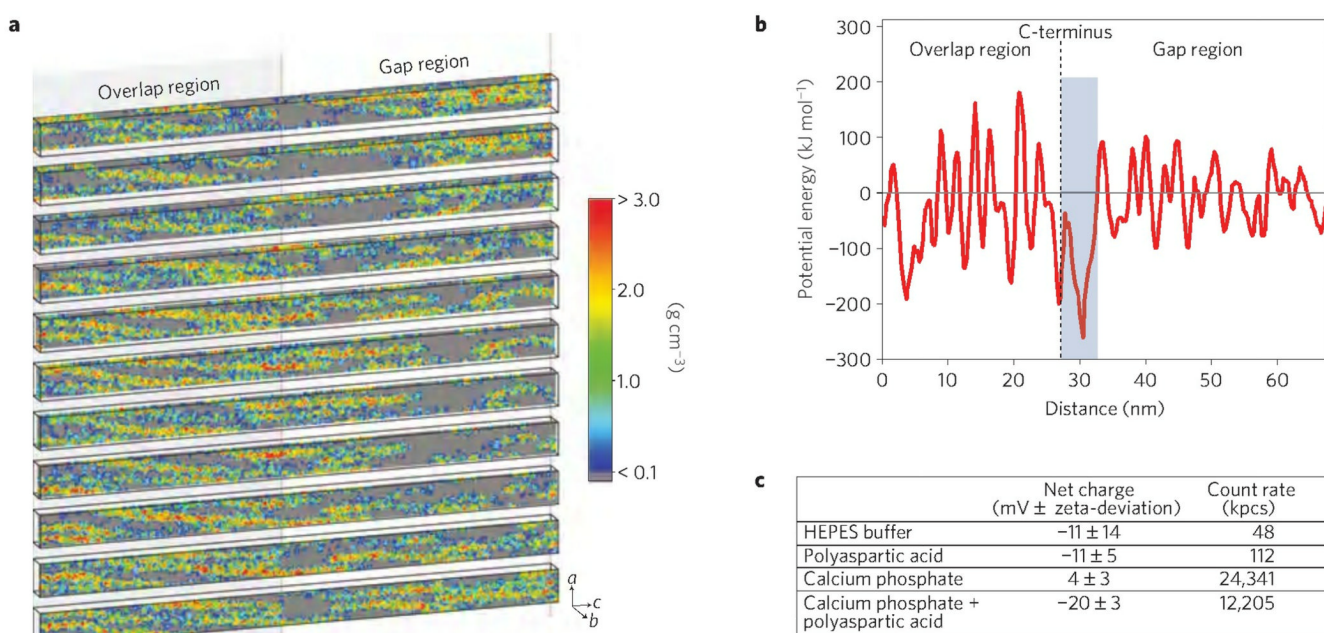 a
Overlap region
Gap region
> 3.0
2.0
1.0
< 0.1
(g cm⁻³)
a
c
b
b
C-terminus
Overlap region
Gap region
300
200
100
0
−100
−200
−300
Potential energy (kJ mol⁻¹)
0 10 20 30 40 50 60
Distance (nm)
c
Net charge Count rate
(mV ± zeta-deviation) (kpcs)
HEPES buffer −11 ± 14 48
Polyaspartic acid −11 ± 5 112
Calcium phosphate 4 ± 3 24,341
Calcium phosphate + −20 ± 3 12,205
polyaspartic acid